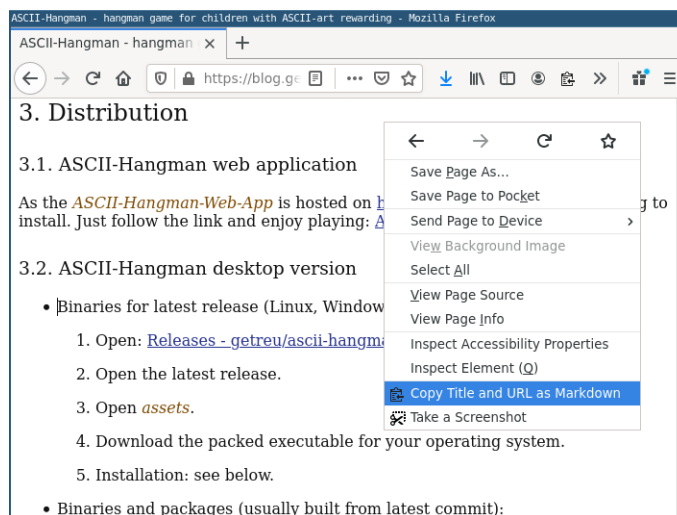 ASCII-Hangman - hangman game for children with ASCII-art rewarding - Mozilla Firefox
ASCII-Hangman - hangman
https://blog.ge
3. Distribution
3.1. ASCII-Hangman web application
As the ASCII-Hangman-Web-App is hosted on h g to
install. Just follow the link and enjoy playing: A
3.2. ASCII-Hangman desktop version
• Binaries for latest release (Linux, Window
1. Open: Releases - getreu/ascii-hangma
2. Open the latest release.
3. Open assets.
4. Download the packed executable for your operating system.
5. Installation: see below.
• Binaries and packages (usually built from latest commit):
Save Page As...
Save Page to Pocket
Send Page to Device
View Background Image
Select All
View Page Source
View Page Info
Inspect Accessibility Properties
Inspect Element (Q)
Copy Title and URL as Markdown
Take a Screenshot